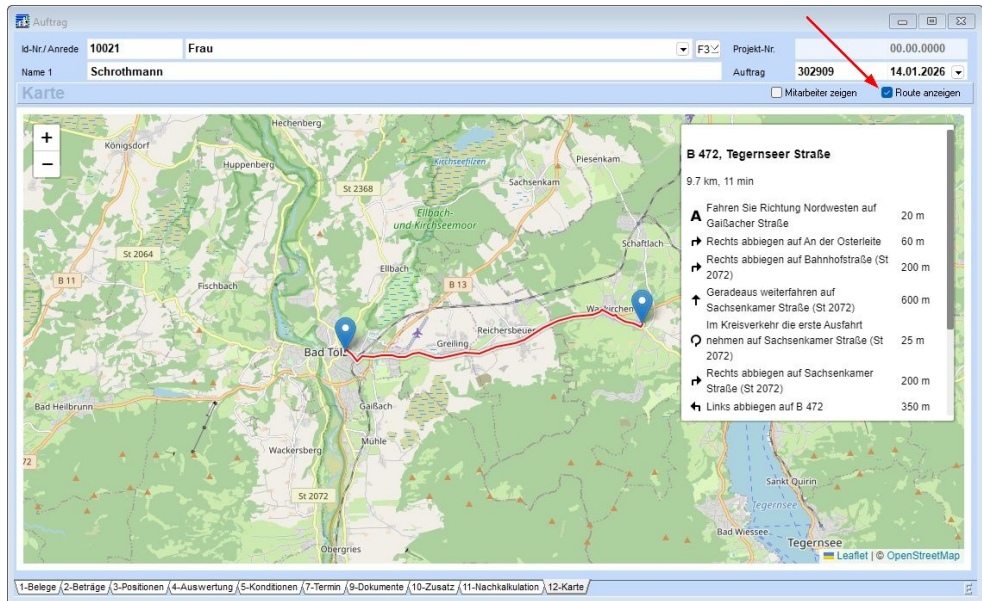 Auftrag
Id-Nr./ Anrede 10021 Frau F3 Projekt-Nr. 00.00.0000
Name 1 Schrothmann Auftrag 302909 14.01.2026
Karte Mitarbeiter zeigen Route anzeigen
+
−
Hechenberg
Königsdorf
Huppenberg
Kirchseefilzen
Piesenkam
St 2368
Sachsenkam
Ellbach-
und Kirchseemoor
St 2064
Schaftlach
Ellbach
B 11
Fischbach
B 13
Waakirchen
Reichersbeuern
Bad Tölz
Greiling
Bad Heilbrunn
Gaißach
Mühle
Wackersberg
72
St 2072
Obergries
Sankt
Quirin
Tegernsee
Bad Wiessee
Tegernsee
B 472, Tegernseer Straße
9.7 km, 11 min
Fahren Sie Richtung Nordwesten auf
Gaißacher Straße 20 m
Rechts abbiegen auf An der Osterleite 60 m
Rechts abbiegen auf Bahnhofstraße (St
2072) 200 m
Geradeaus weiterfahren auf
Sachsenkamer Straße (St 2072) 600 m
Im Kreisverkehr die erste Ausfahrt
nehmen auf Sachsenkamer Straße (St 25 m
2072)
Rechts abbiegen auf Sachsenkamer
Straße (St 2072) 200 m
Links abbiegen auf B 472 350 m
Leaflet | © OpenStreetMap
1-Belege 2-Beträge 3-Positionen 4-Auswertung 5-Konditionen 7-Termin 9-Dokumente 10-Zusatz 11-Nachkalkulation 12-Karte